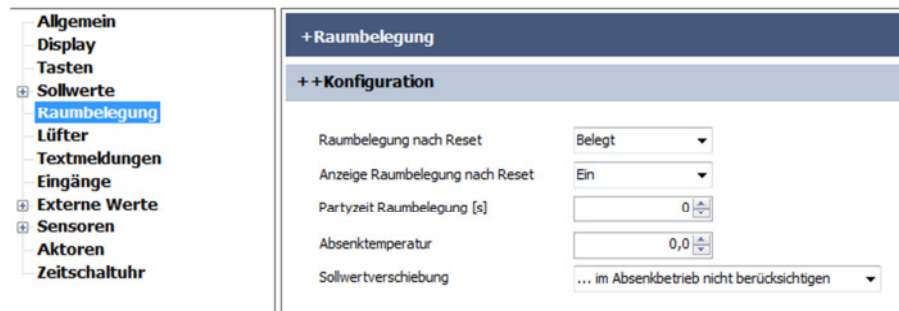 Allgemein
Display
Tasten
Sollwerte
Raumbelegung
Lüfter
Textmeldungen
Eingänge
Externe Werte
Sensoren
Aktoren
Zeitschaltuhr
+Raumbelegung
++Konfiguration
Raumbelegung nach Reset Belegt
Anzeige Raumbelegung nach Reset Ein
Partyzeit Raumbelegung [s] 0
Absenktemperatur 0,0
Sollwertverschiebung ... im Absenkbetrieb nicht berücksichtigen